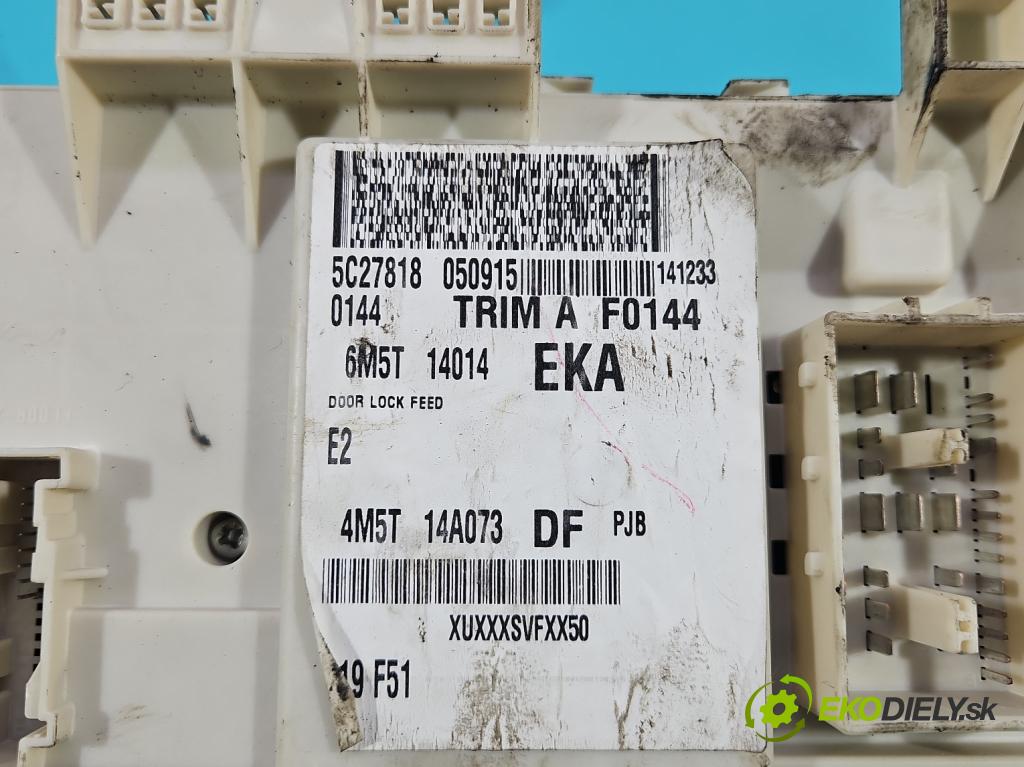 5C27818 050915 141233
0144 TRIM A F0144
6M5T 14014 EKA
DOOR LOCK FEED
E2
4M5T 14A073 DF PJB
XUXXXSVFXX50
19 F51
EKODIELY.sk